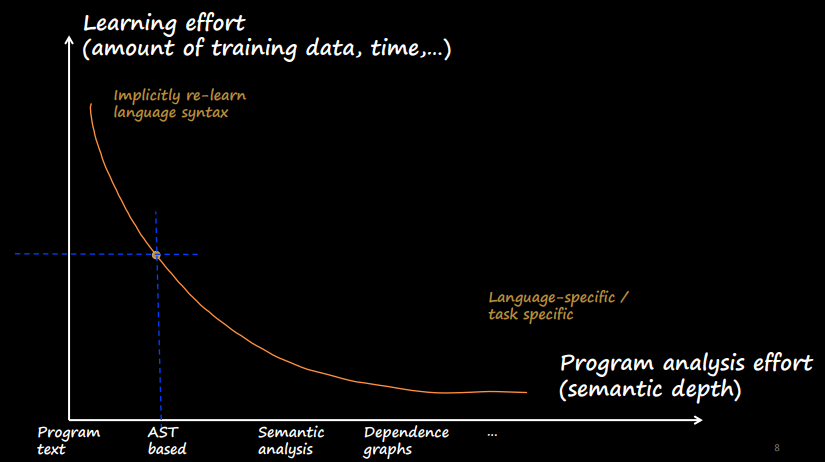 Learning effort
(amount of training data, time,...)
Implicitly re-learn
language syntax
Language-specific /
task specific
Program analysis effort
(semantic depth)
Program
text
AST
based
Semantic
analysis
Dependence
graphs
...
8